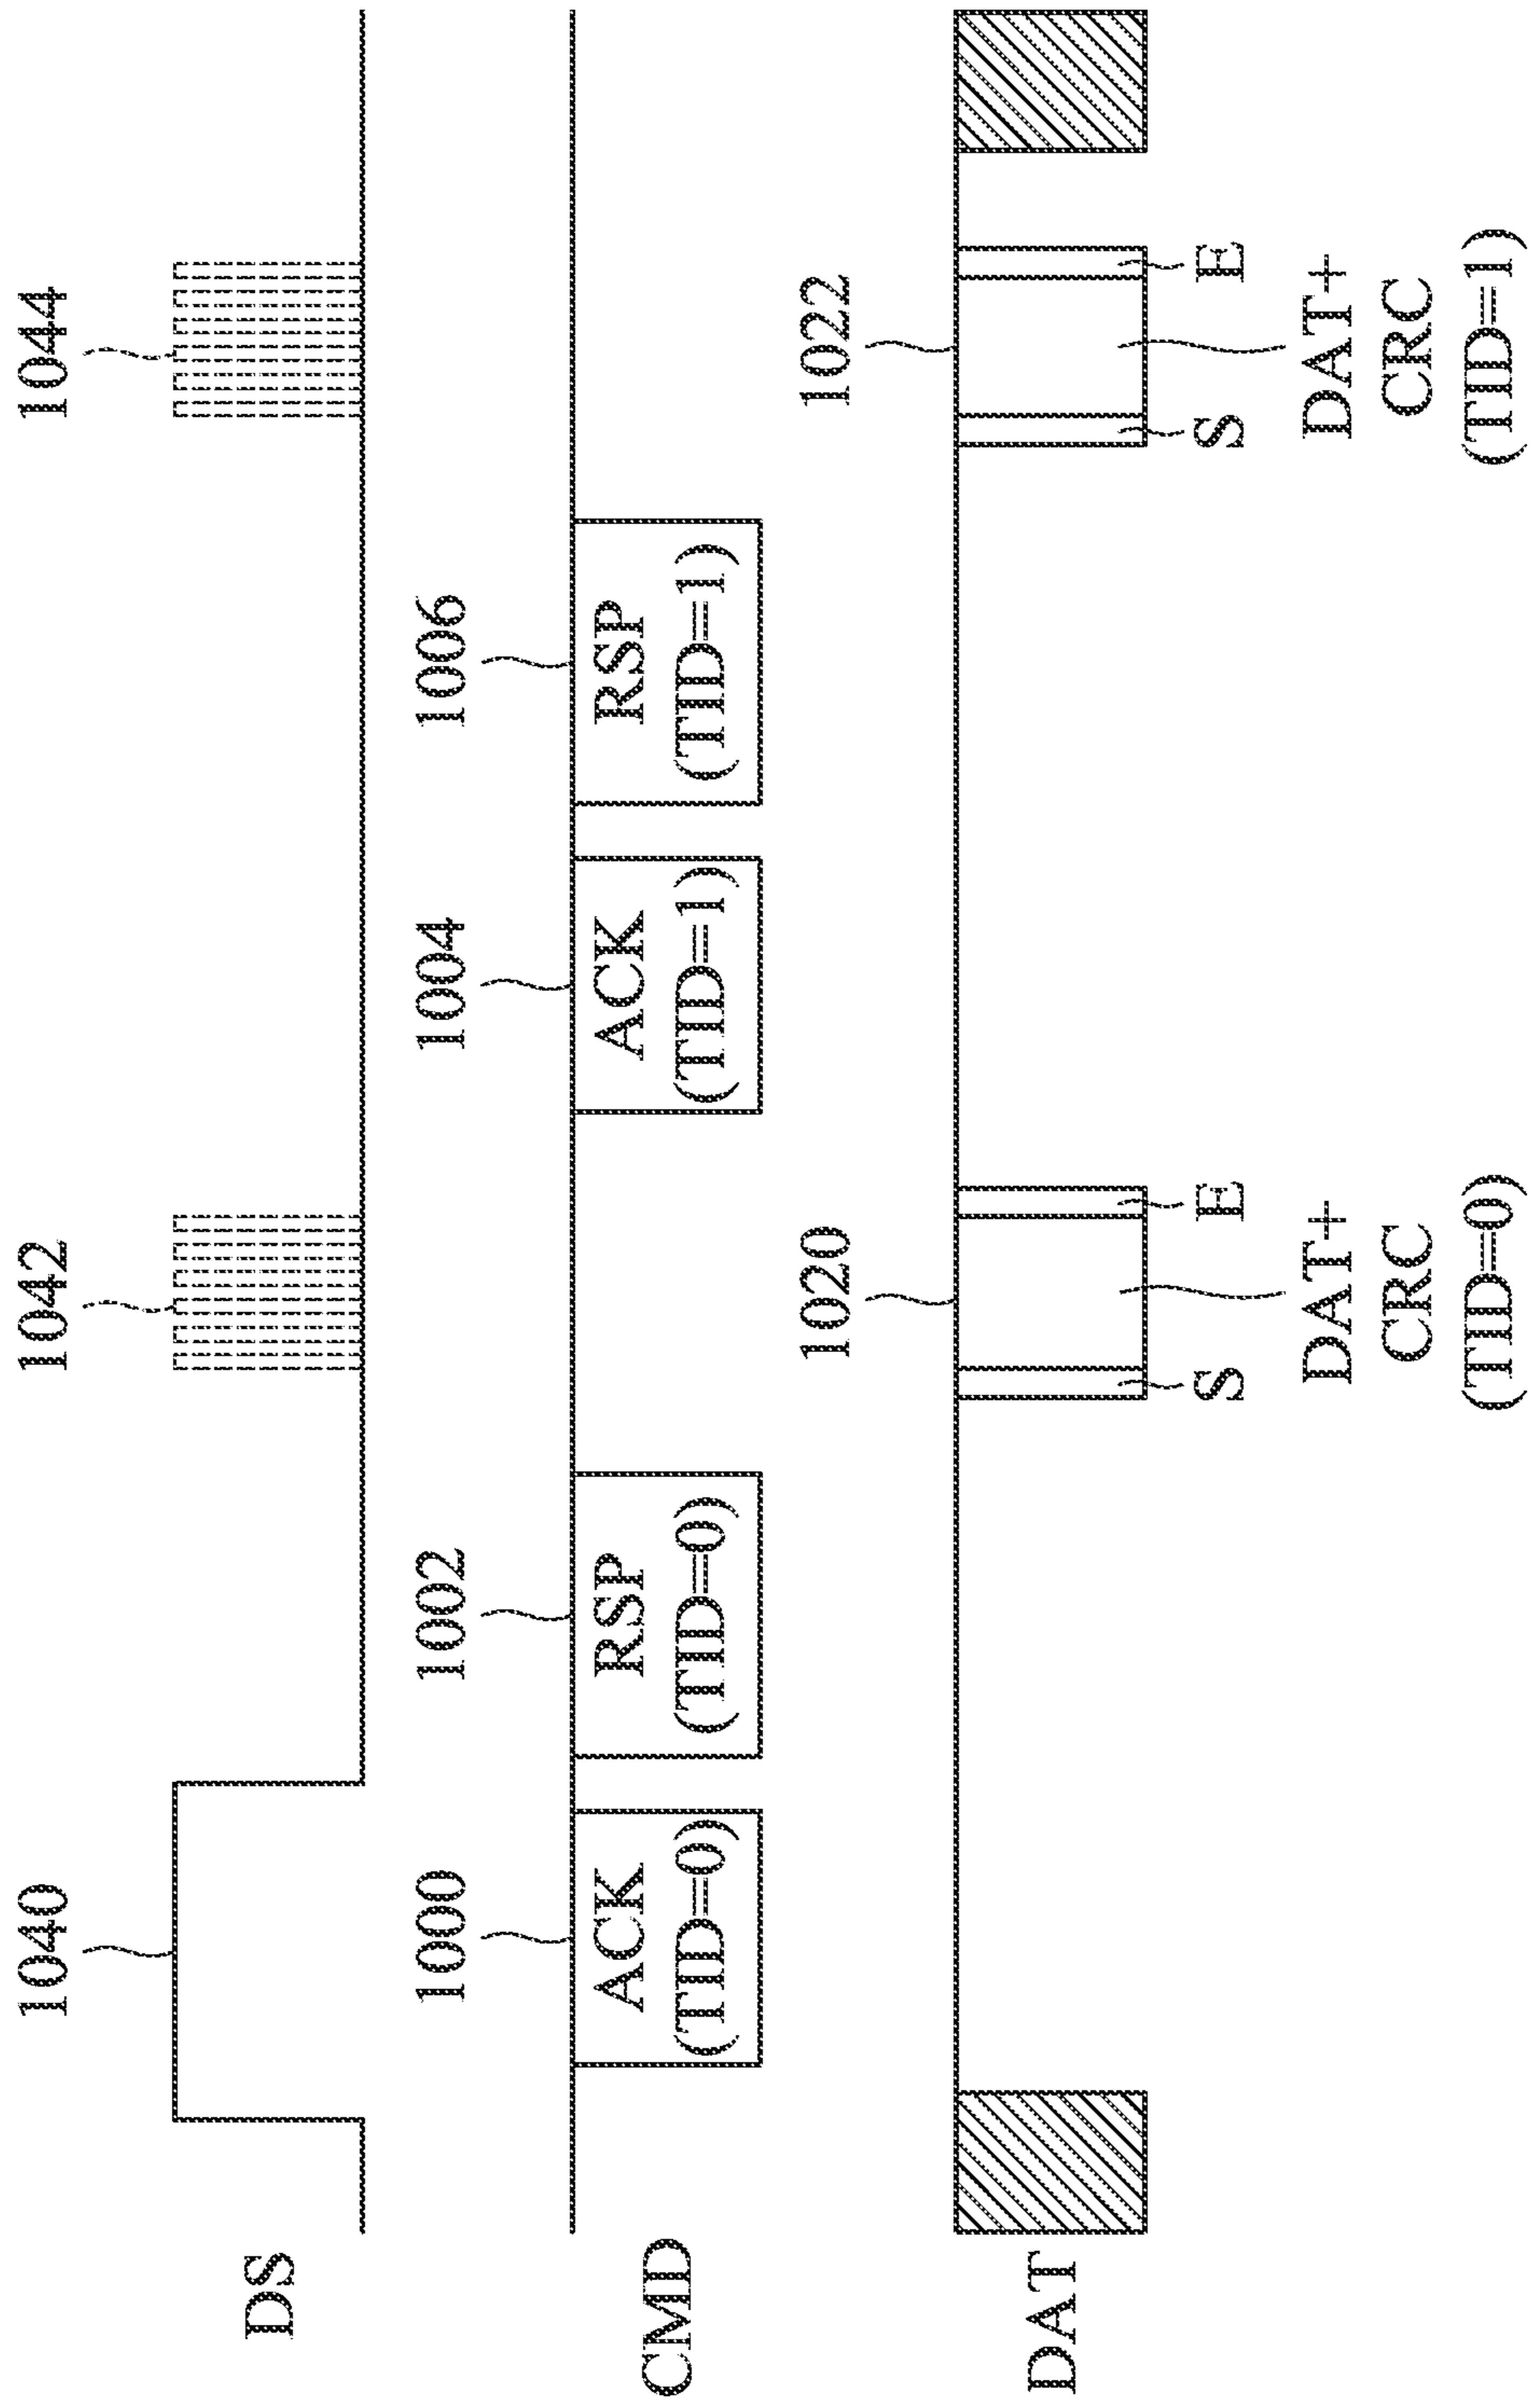 1040
1042
1044
DS
1000
1002
1004
1006
CMD
ACK
(TID=0)
RSP
(TID=0)
ACK
(TID=1)
RSP
(TID=1)
1020
1022
DAT
S
E
S
E
DAT+
CRC
(TID=0)
DAT+
CRC
(TID=1)